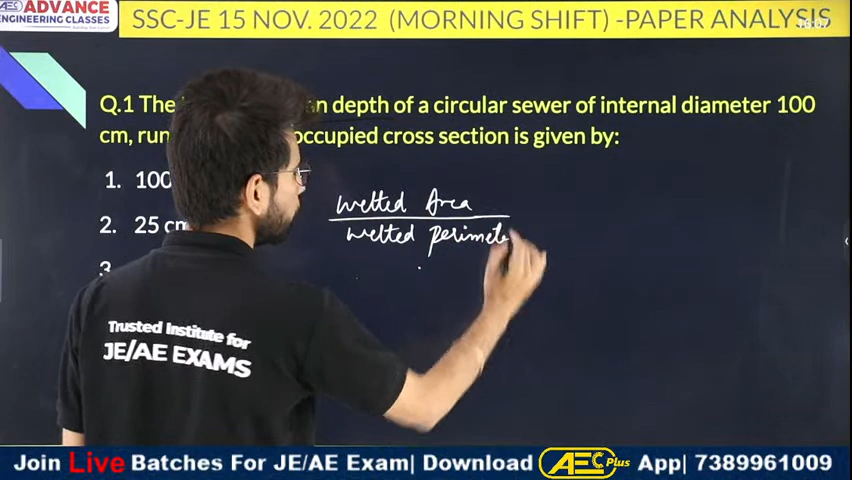 AEC ADVANCE
ENGINEERING CLASSES
SSC-JE 15 NOV. 2022 (MORNING SHIFT) -PAPER ANALYSIS
Q.1 The an depth of a circular sewer of internal diameter 100
cm, run occupied cross section is given by:
1. 100
2. 25 cm
3.
wetted Area
wetted perimete
Trusted Institute for
JE/AE EXAMS
Join Live Batches For JE/AE Exam| Download AEC Plus App| 7389961009